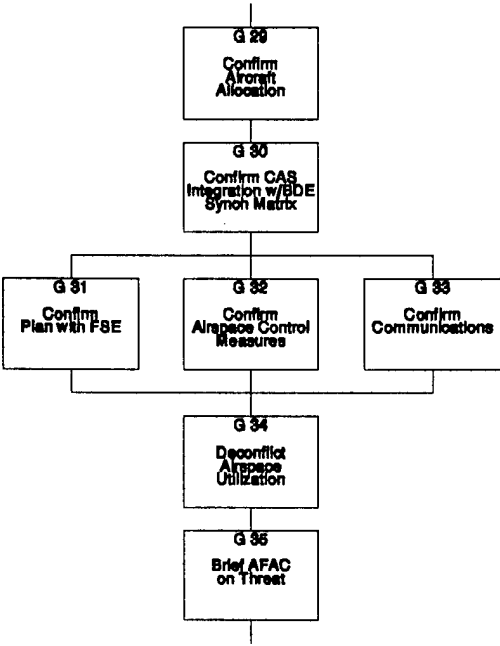 G 29
Confirm
Aircraft
Allocation
G 30
Confirm CAS
Integration w/BDE
Synch Matrix
G 31
Confirm
Plan with FSE
G 32
Confirm
Airspace Control
Measures
G 33
Confirm
Communications
G 34
Deconflict
Airspace
Utilization
G 35
Brief AFAC
on Threat